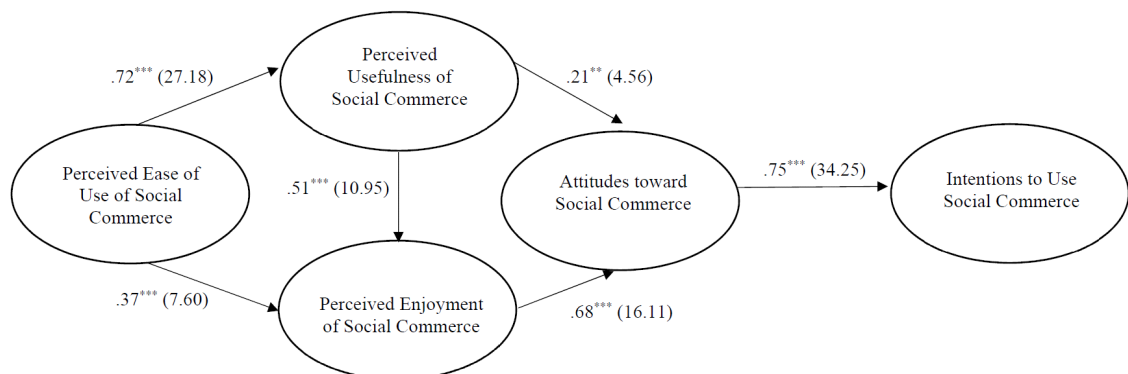 Perceived
Usefulness of
Social Commerce
.72*** (27.18)
.21** (4.56)
Perceived Ease of
Use of Social
Commerce
.51*** (10.95)
Attitudes toward
Social Commerce
.75*** (34.25)
Intentions to Use
Social Commerce
.37*** (7.60)
Perceived Enjoyment
of Social Commerce
.68*** (16.11)